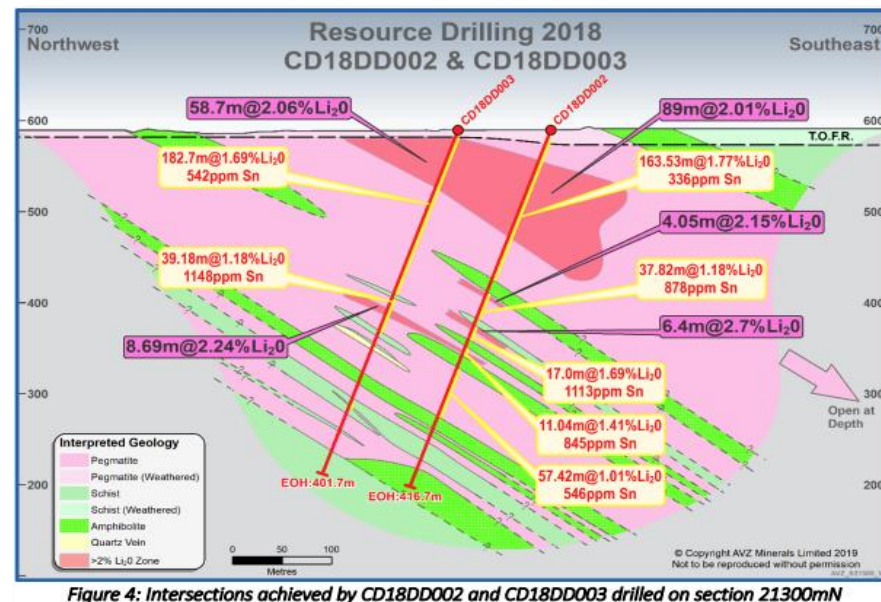 700
700
Northwest
Southeast
Resource Drilling 2018
CD18DD002 & CD18DD003
CD18DD003
CD18DD002
58.7m@2.06%Li₂0
89m@2.01%Li₂0
600
600
T.O.F.R.
182.7m@1.69%Li₂0
542ppm Sn
163.53m@1.77%Li₂0
336ppm Sn
500
500
4.05m@2.15%Li₂0
39.18m@1.18%Li₂0
1148ppm Sn
37.82m@1.18%Li₂0
878ppm Sn
400
400
8.69m@2.24%Li₂0
6.4m@2.7%Li₂0
17.0m@1.69%Li₂0
1113ppm Sn
300
300
Open at
Depth
11.04m@1.41%Li₂0
845ppm Sn
57.42m@1.01%Li₂0
546ppm Sn
EOH:401.7m
EOH:416.7m
200
200
Interpreted Geology
Pegmatite
Pegmatite (Weathered)
Schist
Schist (Weathered)
Amphibolite
Quartz Vein
>2% Li₂0 Zone
0 50 100
Metres
© Copyright AVZ Minerals Limited 2019
Not to be reproduced without permission
Figure 4: Intersections achieved by CD18DD002 and CD18DD003 drilled on section 21300mN